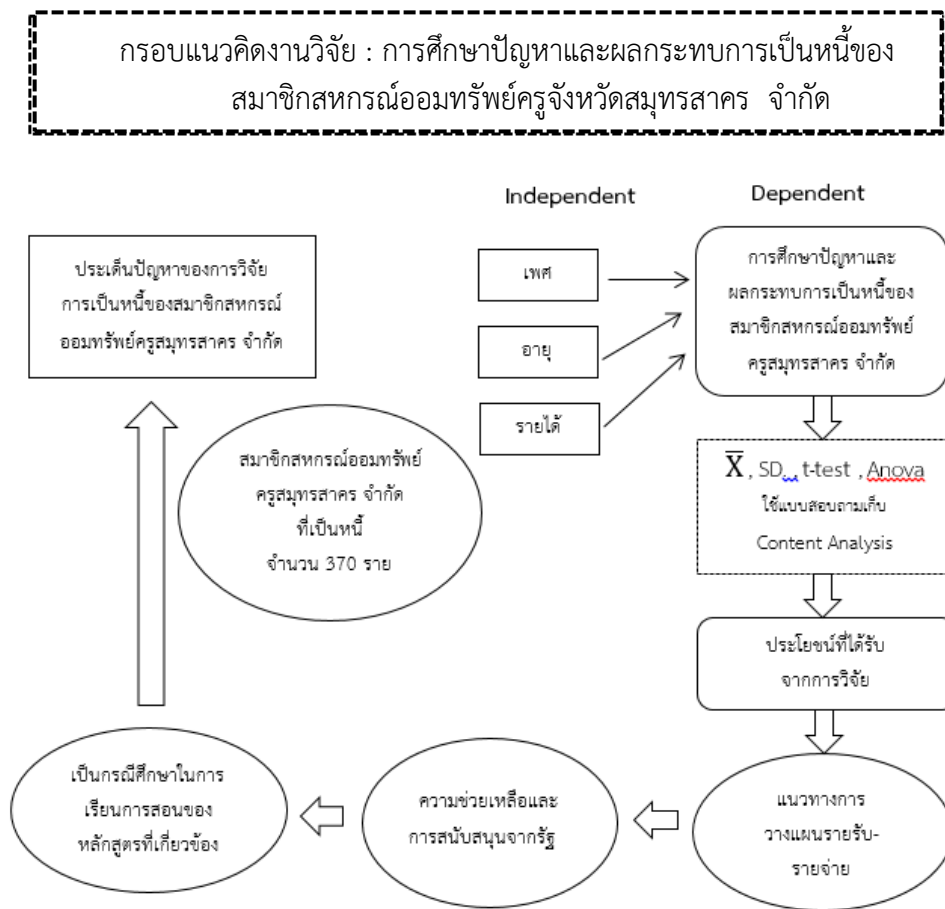 กรอบแนวคิดงานวิจัย : การศึกษาปัญหาและผลกระทบการเป็นหนี้ของ
สมาชิกสหกรณ์ออมทรัพย์ครูจังหวัดสมุทรสาคร จำกัด
Independent
Dependent
ประเด็นปัญหาของการวิจัย
การเป็นหนี้ของสมาชิกสหกรณ์
ออมทรัพย์ครูสมุทรสาคร จำกัด
เพศ
อายุ
รายได้
การศึกษาปัญหาและ
ผลกระทบการเป็นหนี้ของ
สมาชิกสหกรณ์ออมทรัพย์
ครูสมุทรสาคร จำกัด
สมาชิกสหกรณ์ออมทรัพย์
ครูสมุทรสาคร จำกัด
ที่เป็นหนี้
จำนวน 370 ราย
X̅ , SD., t-test , Anova
ใช้แบบสอบถามเก็บ
Content Analysis
ประโยชน์ที่ได้รับ
จากการวิจัย
แนวทางการ
วางแผนรายรับ-
รายจ่าย
ความช่วยเหลือและ
การสนับสนุนจากรัฐ
เป็นกรณีศึกษาในการ
เรียนการสอนของ
หลักสูตรที่เกี่ยวข้อง